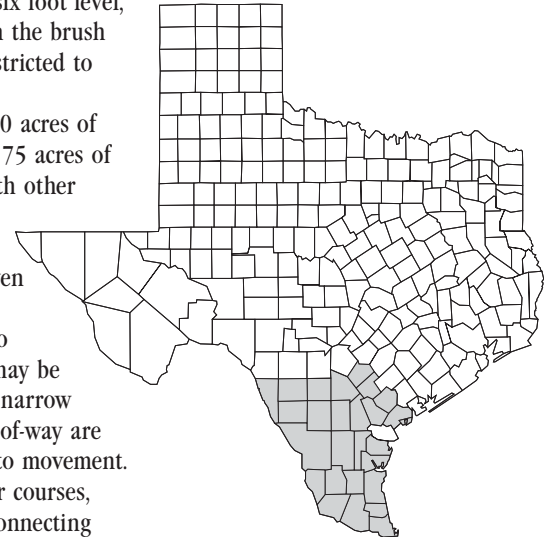 six foot level,
n the brush
stricted to
0 acres of
75 acres of
th other
en
o
may be
narrow
of-way are
to movement.
r courses,
onnecting